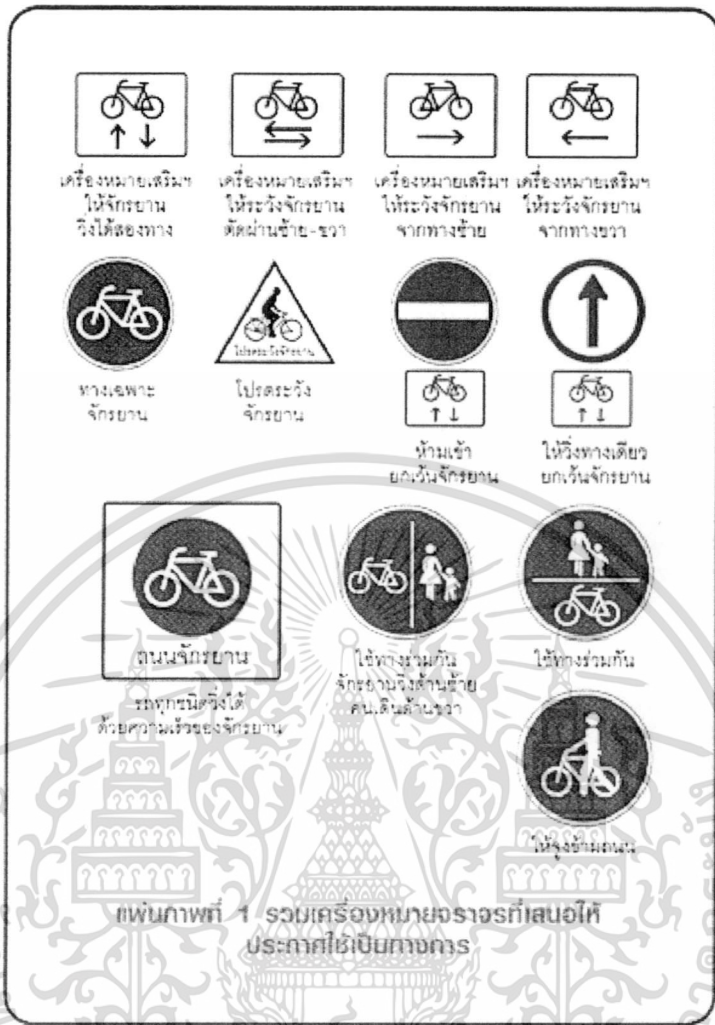 เครื่องหมายเสริมฯ
ให้จักรยาน
วิ่งได้สองทาง
เครื่องหมายเสริมฯ
ให้ระวังจักรยาน
ตัดผ่านซ้าย-ขวา
เครื่องหมายเสริมฯ
ให้ระวังจักรยาน
จากทางซ้าย
เครื่องหมายเสริมฯ
ให้ระวังจักรยาน
จากทางขวา
ทางเฉพาะ
จักรยาน
โปรดระวังจักรยาน
โปรดระวัง
จักรยาน
ห้ามเข้า
ยกเว้นจักรยาน
ให้วิ่งทางเดียว
ยกเว้นจักรยาน
ถนนจักรยาน
รถทุกชนิดวิ่งได้
ด้วยความเร็วของจักรยาน
ใช้ทางร่วมกัน
จักรยานวิ่งด้านซ้าย
คนเดินด้านขวา
ใช้ทางร่วมกัน
ให้จูงข้ามถนน
แผ่นภาพที่ 1 รวมเครื่องหมายจราจรที่เสนอให้
ประกาศใช้เป็นทางการ